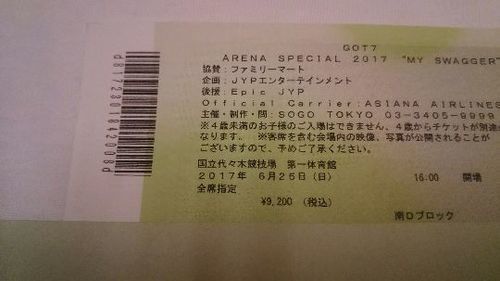 GOT7
ARENA SPECIAL 2017 "MY SWAGGER"
協賛：ファミリーマート
企画：JYPエンターテインメント
後援：Epic JYP
Official Carrier:ASIANA AIRLINES
主催・制作・問：SOGO TOKYO 03-3405-9999
※4歳未満のお子様のご入場はできません、4歳からチケットが別途
なります。 ※客席を含む会場内の映像、写真が公開されることが
ございますので、予めご了承ください。
国立代々木競技場 第一体育館
2017年 6月25日（日） 16:00 開場
全席指定
¥9,200 （税込）
南Dブロック